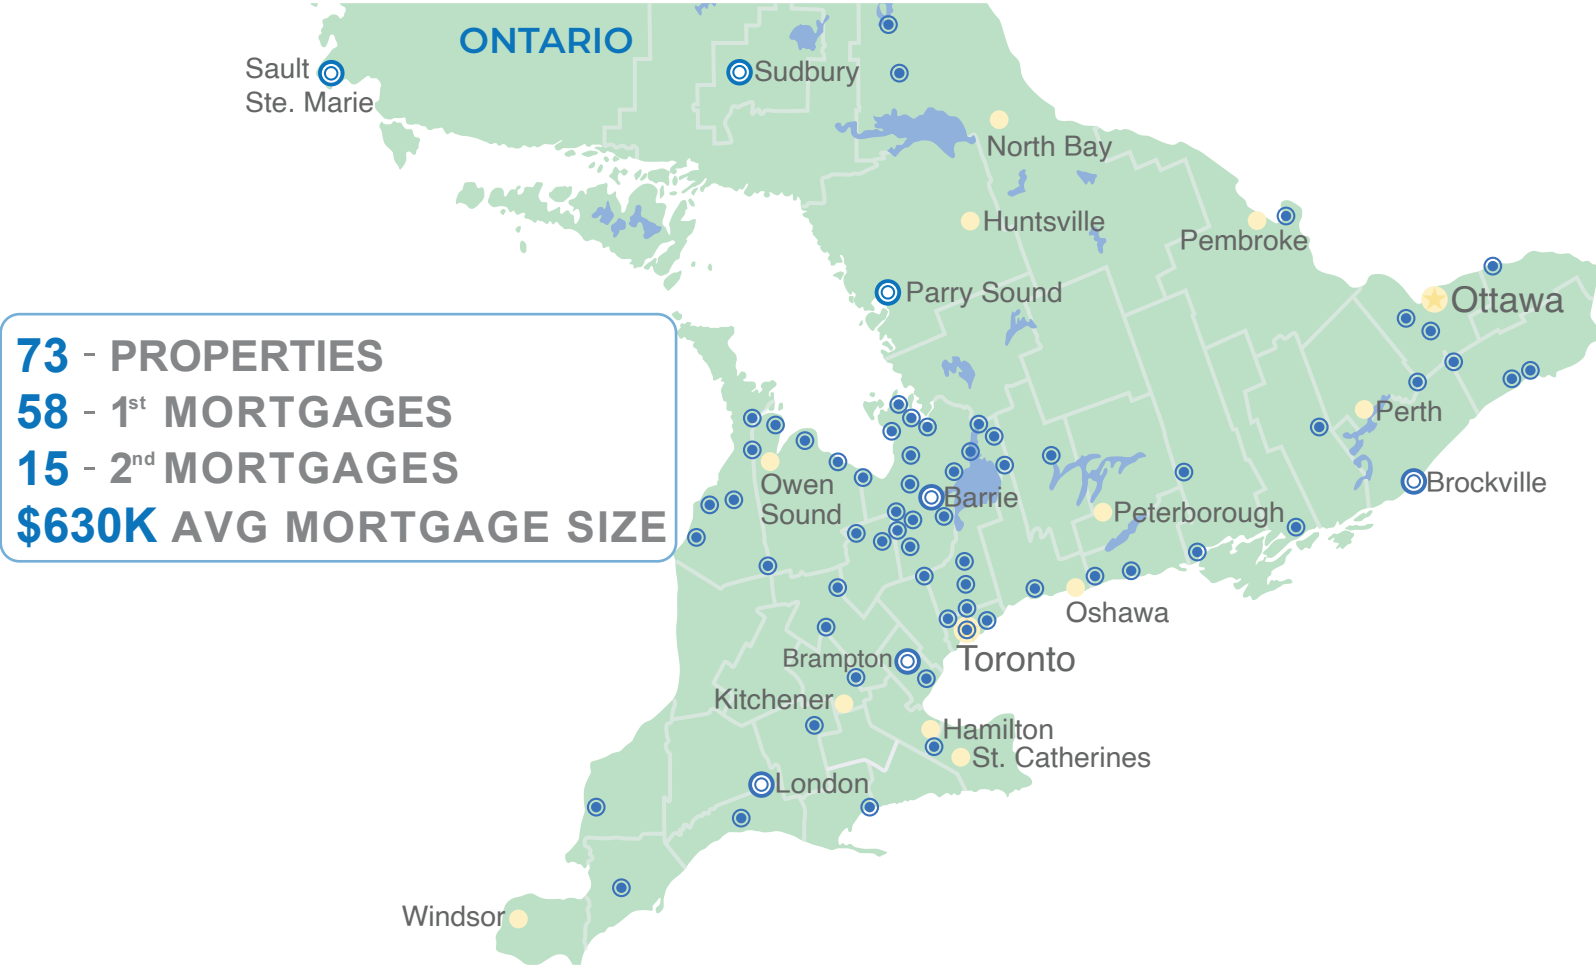 ONTARIO
Sault
Ste. Marie
Sudbury
North Bay
Huntsville
Pembroke
Parry Sound
Ottawa
73 - PROPERTIES
58 - 1st MORTGAGES
15 - 2nd MORTGAGES
$630K AVG MORTGAGE SIZE
Perth
Owen
Sound
Barrie
Brockville
Peterborough
Oshawa
Brampton
Toronto
Kitchener
Hamilton
St. Catherines
London
Windsor